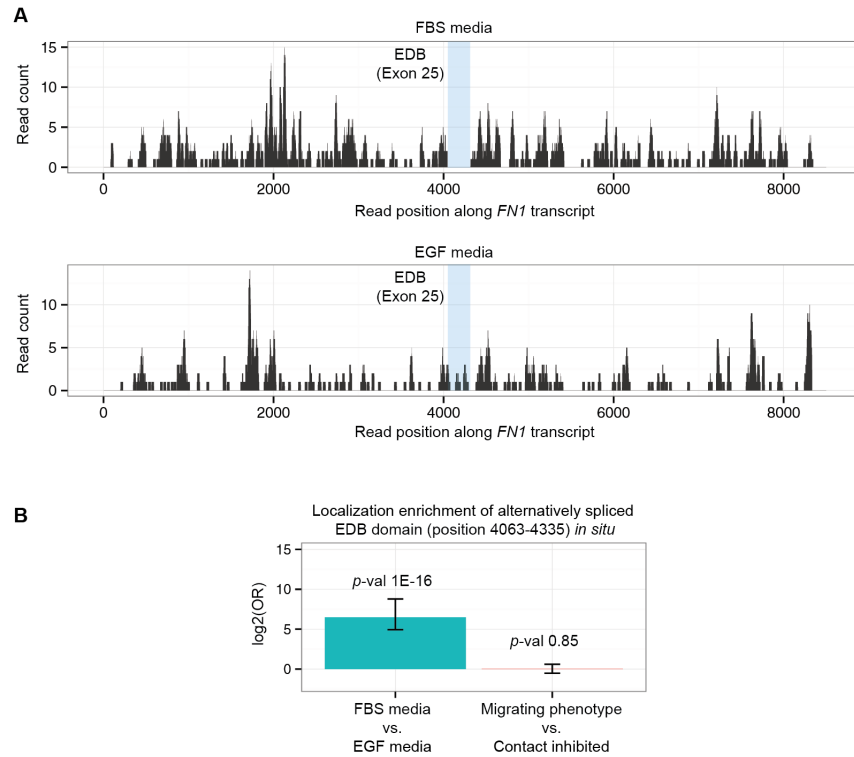 A
FBS media
EDB
(Exon 25)
Read count
15
10
5
0
0 2000 4000 6000 8000
Read position along FN1 transcript
EGF media
EDB
(Exon 25)
Read count
10
5
0
0 2000 4000 6000 8000
Read position along FN1 transcript
B
Localization enrichment of alternatively spliced
EDB domain (position 4063-4335) in situ
log2(OR)
15
10
5
0
p-val 1E-16
p-val 0.85
FBS media
vs.
EGF media
Migrating phenotype
vs.
Contact inhibited